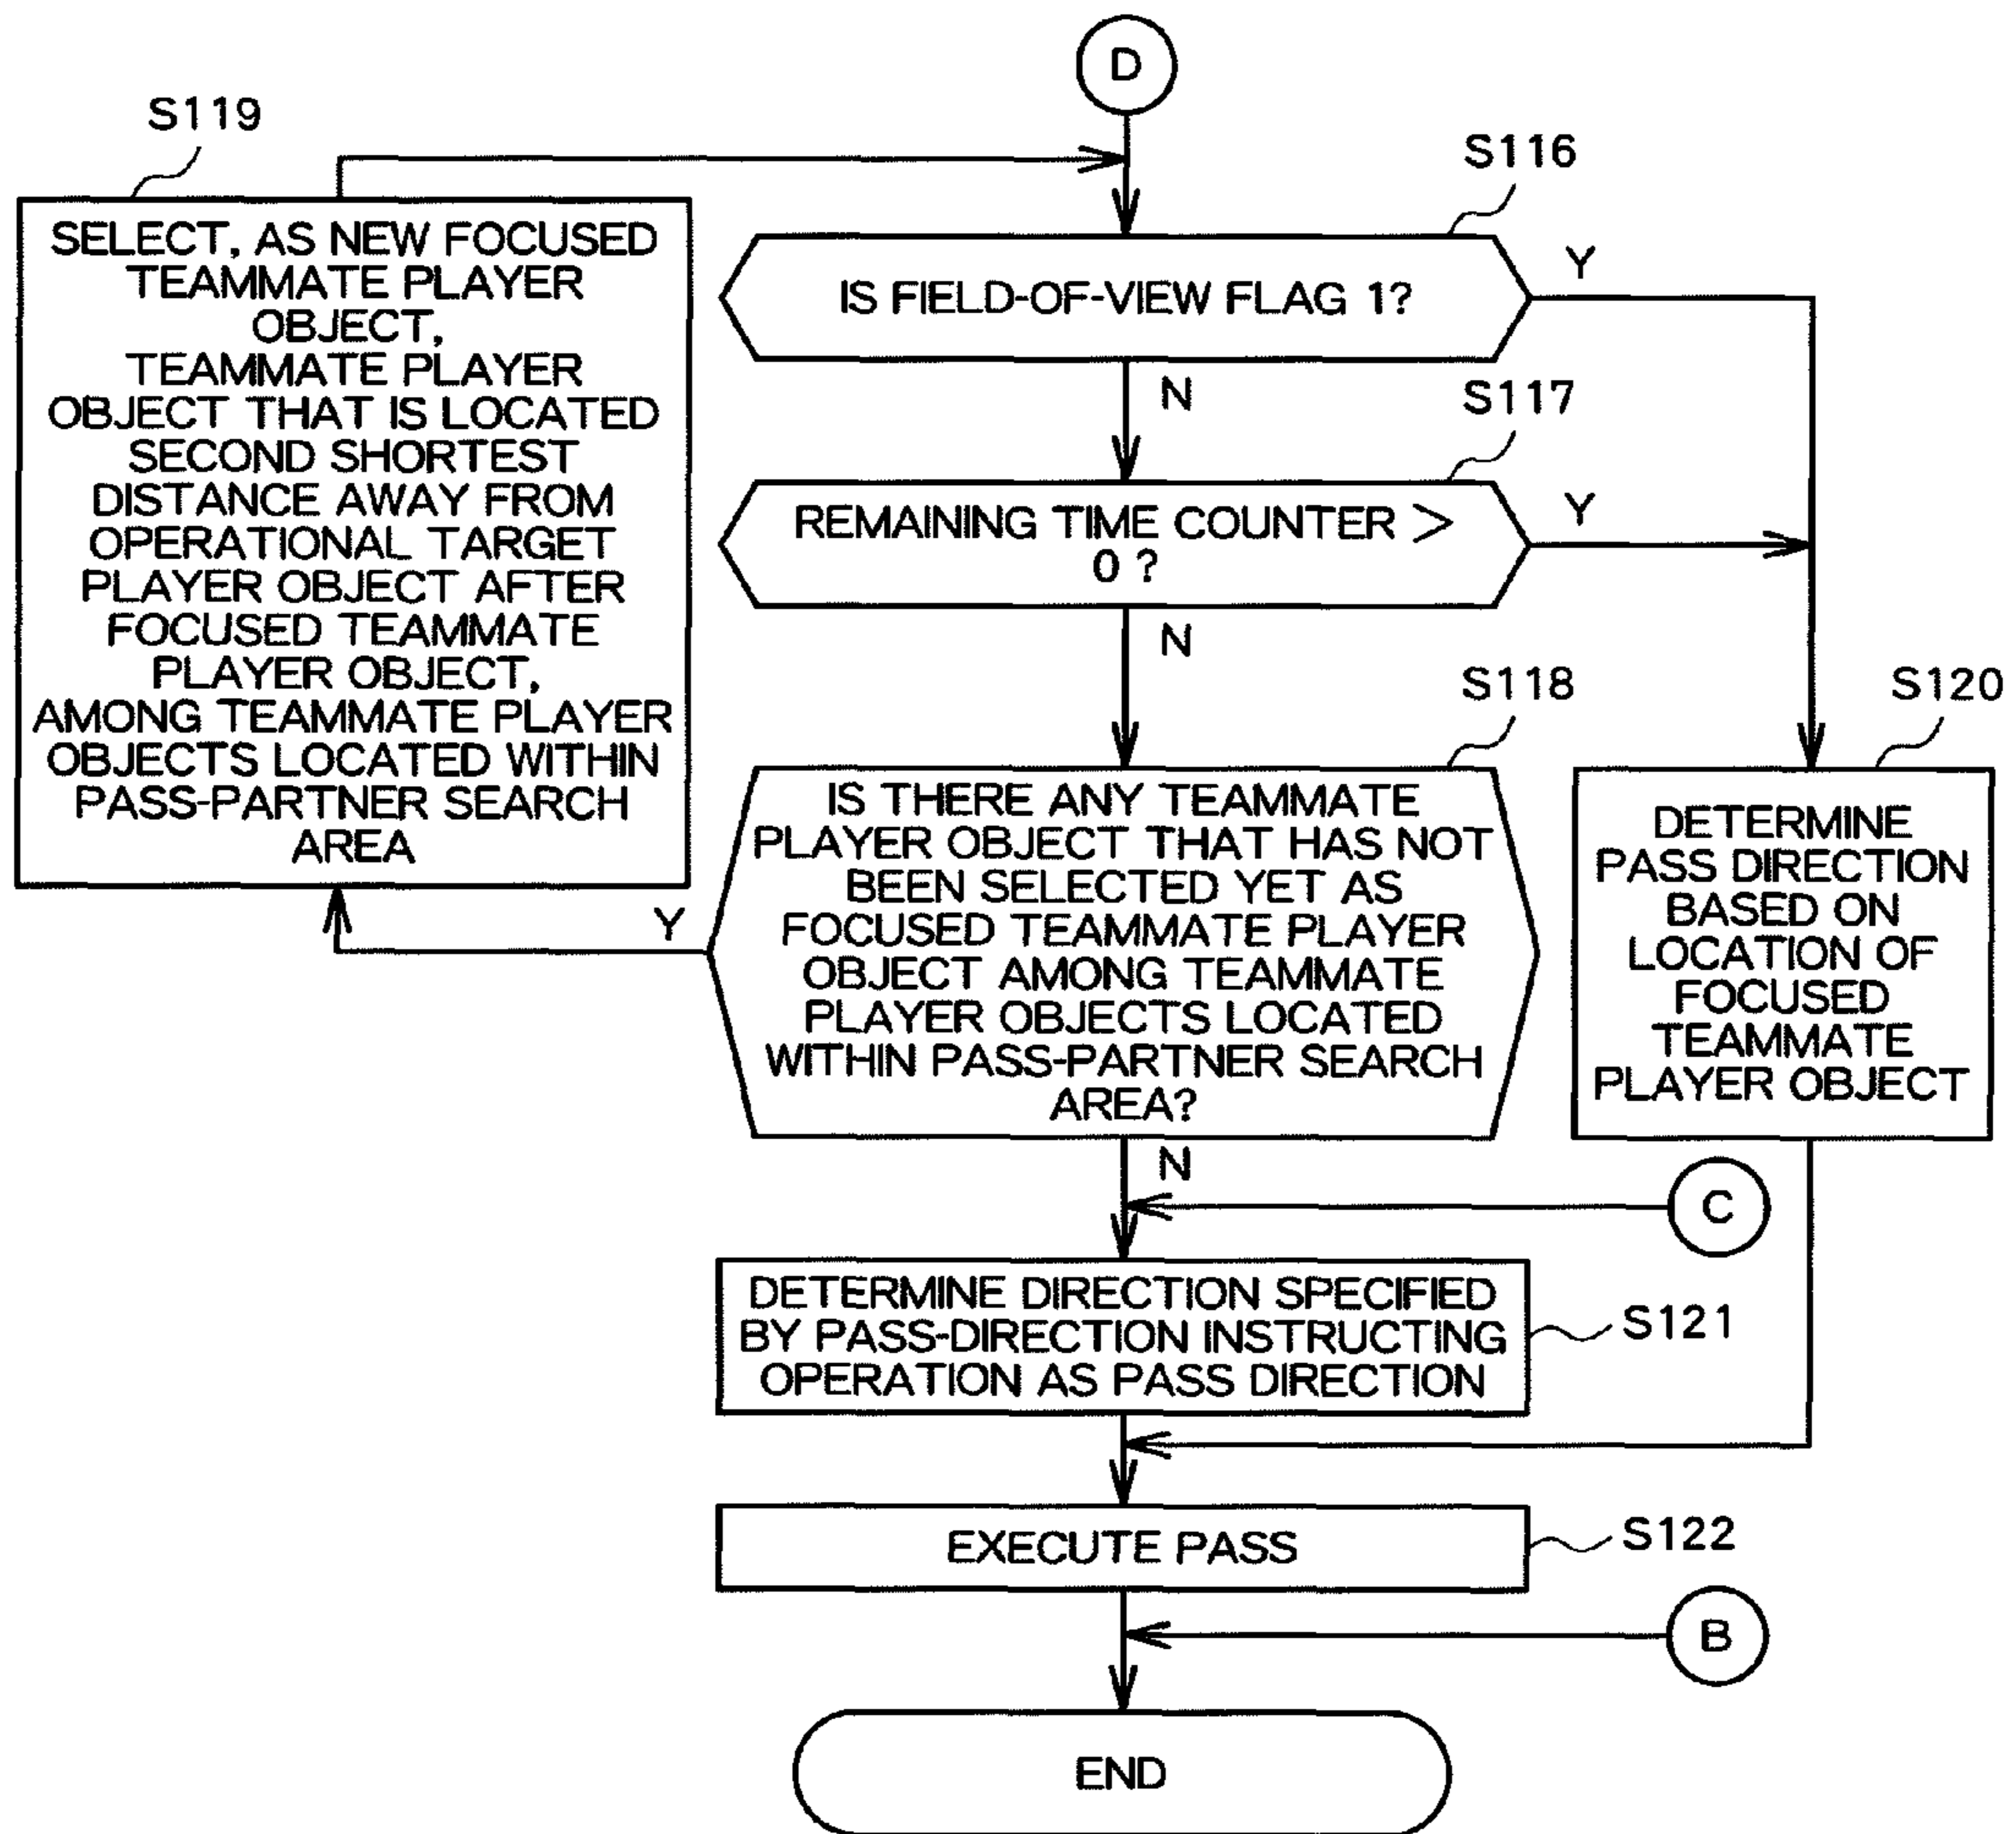 D
S119
SELECT, AS NEW FOCUSED
TEAMMATE PLAYER
OBJECT,
TEAMMATE PLAYER
OBJECT THAT IS LOCATED
SECOND SHORTEST
DISTANCE AWAY FROM
OPERATIONAL TARGET
PLAYER OBJECT AFTER
FOCUSED TEAMMATE
PLAYER OBJECT,
AMONG TEAMMATE PLAYER
OBJECTS LOCATED WITHIN
PASS-PARTNER SEARCH
AREA
S116
IS FIELD-OF-VIEW FLAG 1?
Y
N
S117
REMAINING TIME COUNTER >
0 ?
Y
N
S118
IS THERE ANY TEAMMATE
PLAYER OBJECT THAT HAS NOT
BEEN SELECTED YET AS
FOCUSED TEAMMATE PLAYER
OBJECT AMONG TEAMMATE
PLAYER OBJECTS LOCATED
WITHIN PASS-PARTNER SEARCH
AREA?
Y
N
S120
DETERMINE
PASS DIRECTION
BASED ON
LOCATION OF
FOCUSED
TEAMMATE
PLAYER OBJECT
C
DETERMINE DIRECTION SPECIFIED
BY PASS-DIRECTION INSTRUCTING
OPERATION AS PASS DIRECTION
S121
EXECUTE PASS
S122
B
END